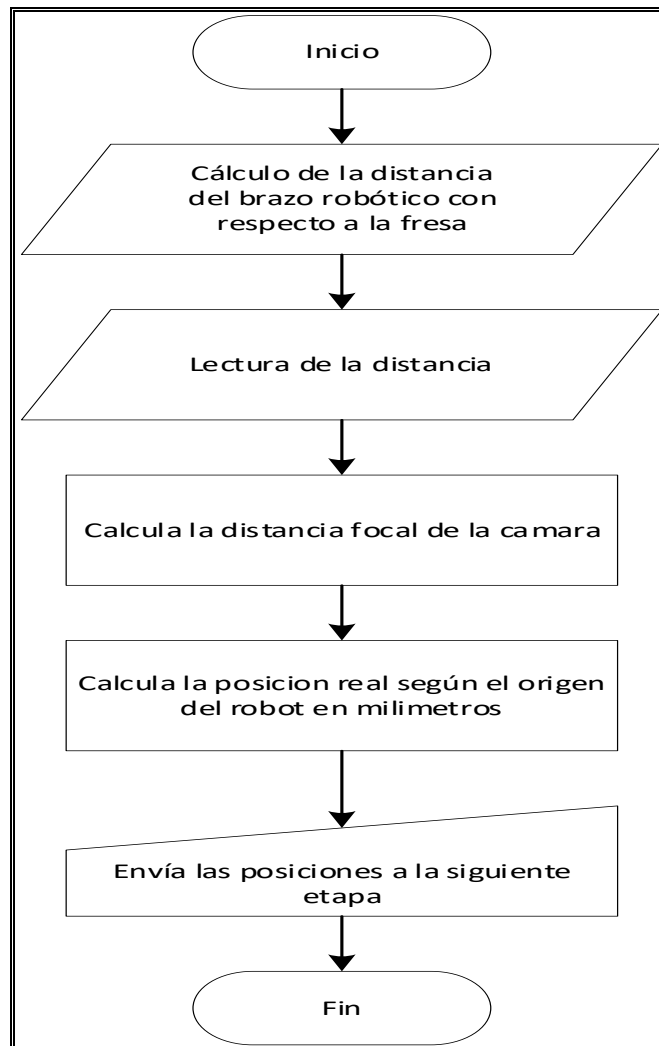 Inicio
Cálculo de la distancia
del brazo robótico con
respecto a la fresa
Lectura de la distancia
Calcula la distancia focal de la camara
Calcula la posicion real según el origen
del robot en milimetros
Envía las posiciones a la siguiente
etapa
Fin